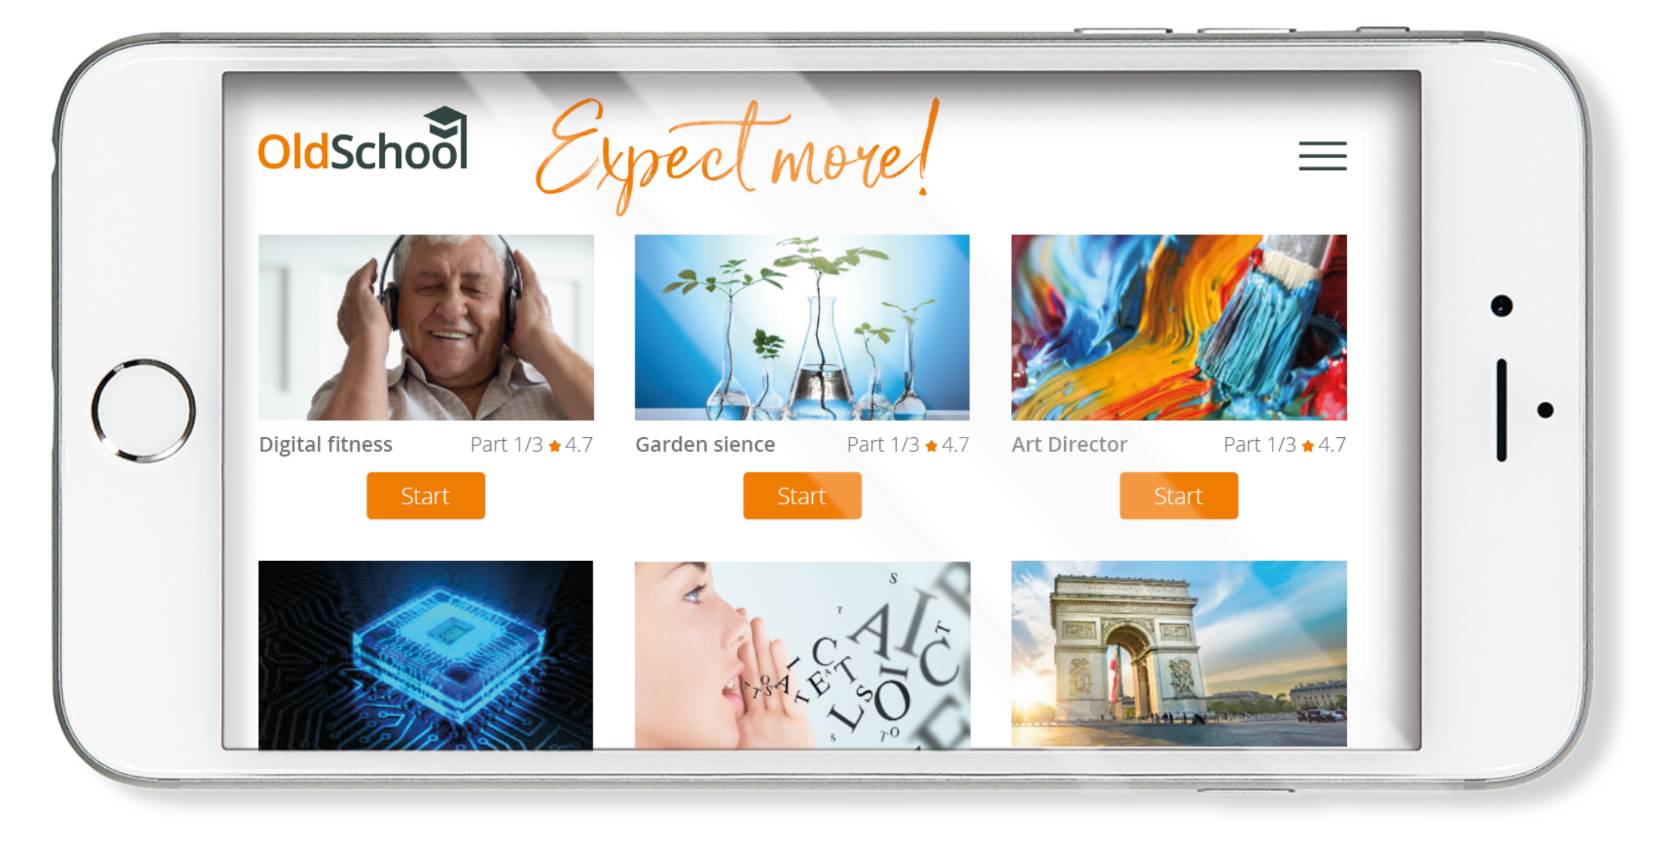 OldSchool
Expect more!
Digital fitness Part 1/3 ★ 4.7
Garden sience Part 1/3 ★ 4.7
Art Director Part 1/3 ★ 4.7
Start
Start
Start